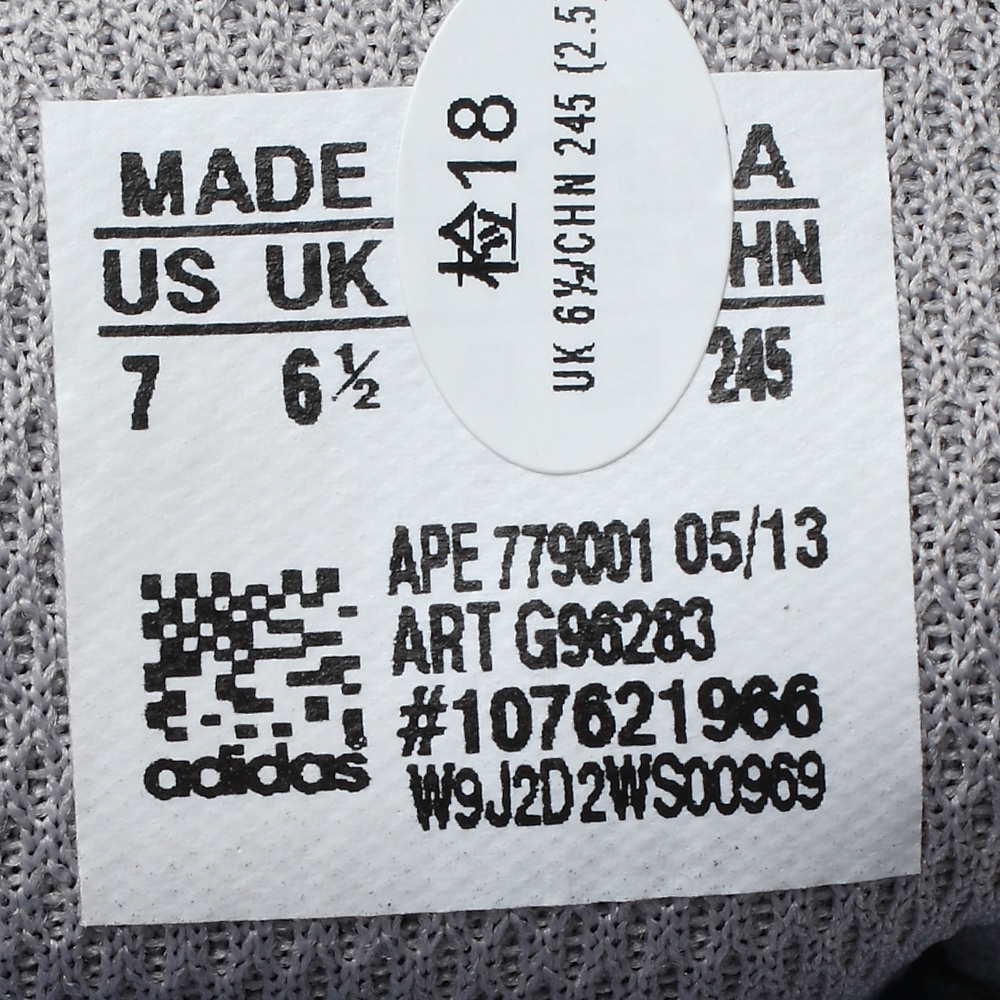 MADE A
US UK HN
7 6½ 245
检18
UK 6½/CHN 245 (2.5
APE 779001 05/13
ART G96283
#107621966
W9J2D2WS00969
adidas